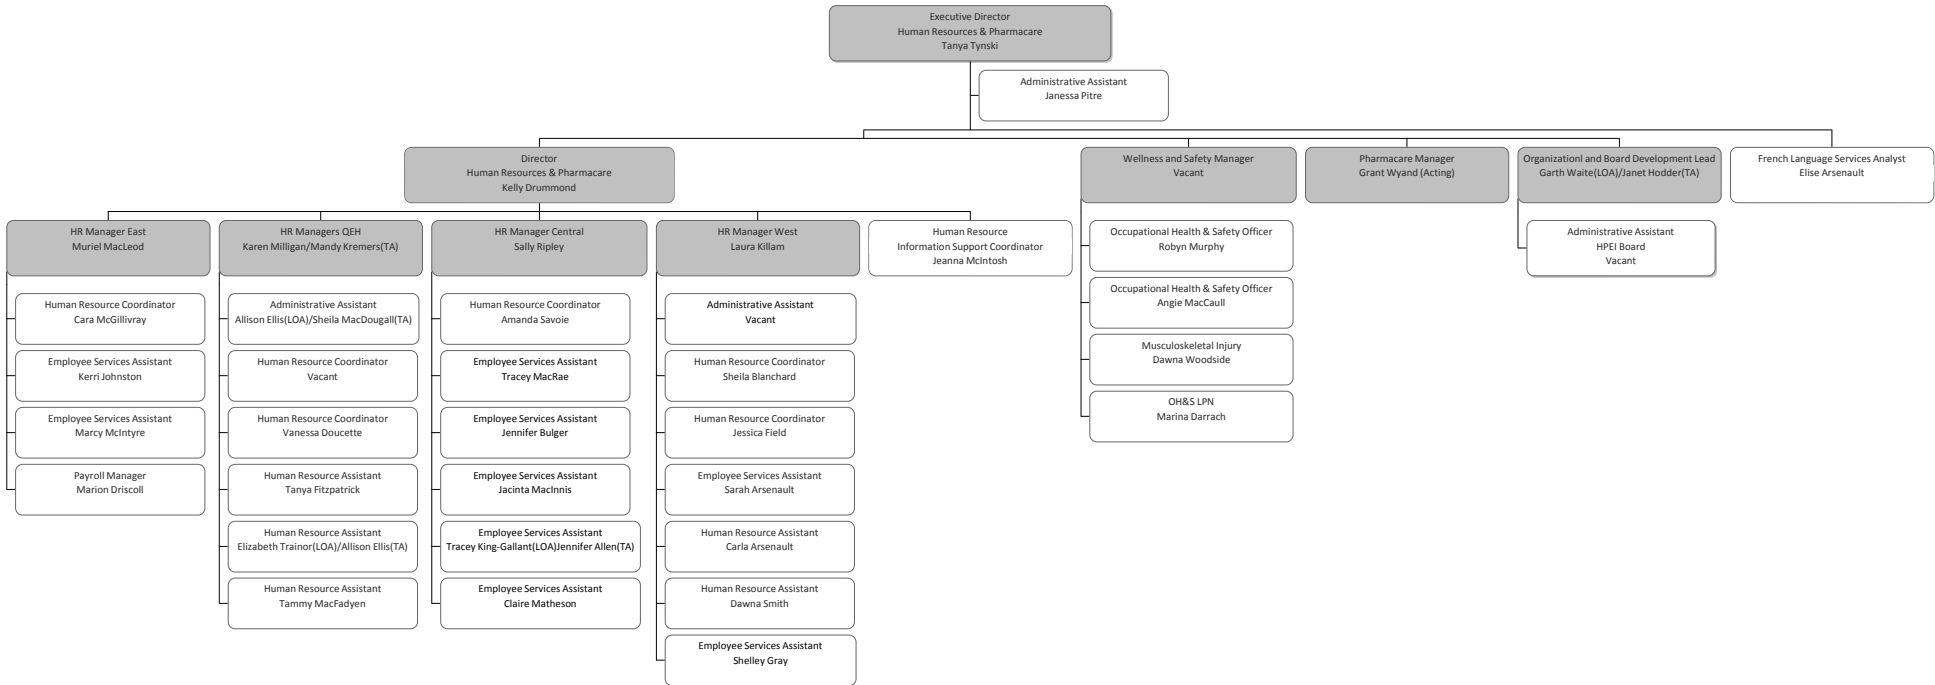 Executive Director
Human Resources & Pharmacare
Tanya Tynski
Administrative Assistant
Janessa Pitre
Director
Human Resources & Pharmacare
Kelly Drummond
Wellness and Safety Manager
Vacant
Pharmacare Manager
Grant Wyand (Acting)
Organizationl and Board Development Lead
Garth Waite(LOA)/Janet Hodder(TA)
French Language Services Analyst
Elise Arsenault
HR Manager East
Muriel MacLeod
HR Managers QEH
Karen Milligan/Mandy Kremers(TA)
HR Manager Central
Sally Ripley
HR Manager West
Laura Killam
Human Resource
Information Support Coordinator
Jeanna McIntosh
Human Resource Coordinator
Cara McGillivray
Employee Services Assistant
Kerri Johnston
Employee Services Assistant
Marcy McIntyre
Payroll Manager
Marion Driscoll
Administrative Assistant
Allison Ellis(LOA)/Sheila MacDougall(TA)
Human Resource Coordinator
Vacant
Human Resource Coordinator
Vanessa Doucette
Human Resource Assistant
Tanya Fitzpatrick
Human Resource Assistant
Elizabeth Trainor(LOA)/Allison Ellis(TA)
Human Resource Assistant
Tammy MacFadyen
Human Resource Coordinator
Amanda Savoie
Employee Services Assistant
Tracey MacRae
Employee Services Assistant
Jennifer Bulger
Employee Services Assistant
Jacinta MacInnis
Employee Services Assistant
Tracey King-Gallant(LOA)Jennifer Allen(TA)
Employee Services Assistant
Claire Matheson
Administrative Assistant
Vacant
Human Resource Coordinator
Sheila Blanchard
Human Resource Coordinator
Jessica Field
Employee Services Assistant
Sarah Arsenault
Human Resource Assistant
Carla Arsenault
Human Resource Assistant
Dawna Smith
Employee Services Assistant
Shelley Gray
Occupational Health & Safety Officer
Robyn Murphy
Occupational Health & Safety Officer
Angie MacCaull
Musculoskeletal Injury
Dawna Woodside
OH&S LPN
Marina Darrach
Administrative Assistant
HPEI Board
Vacant